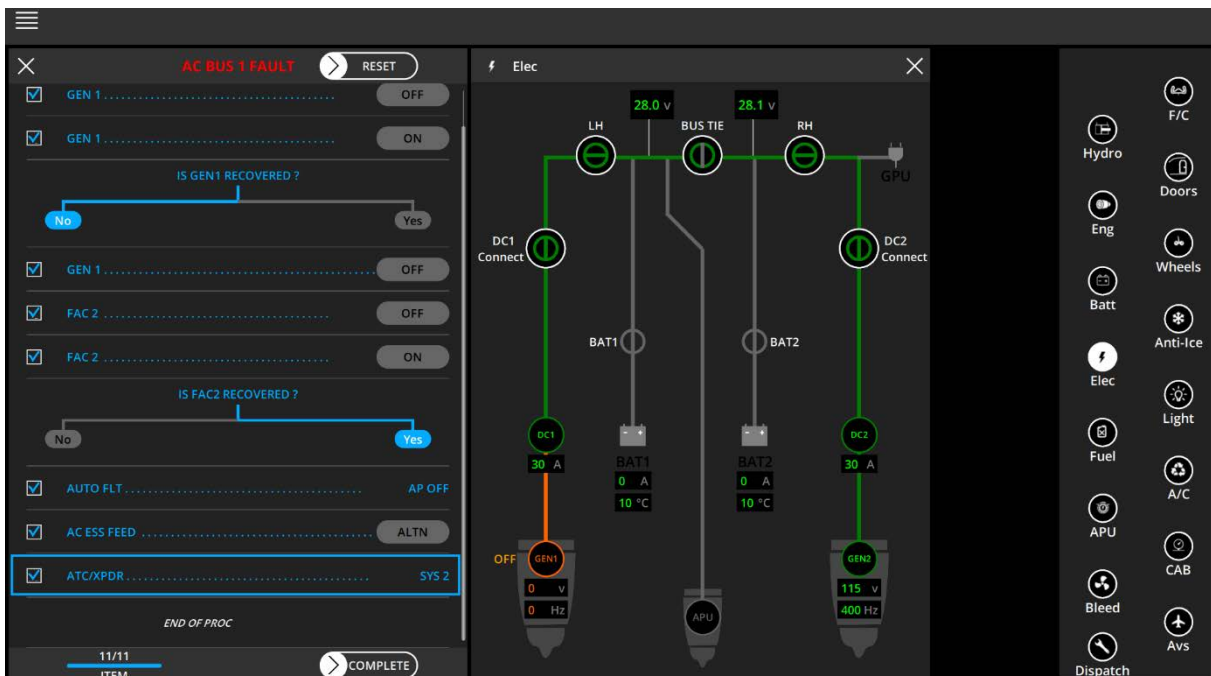 AC BUS 1 FAULT
RESET
GEN 1 ..................................... OFF
GEN 1 ..................................... ON
IS GEN1 RECOVERED ?
No
Yes
GEN 1 ........................................... OFF
FAC 2 ..................................... OFF
FAC 2 ..................................... ON
IS FAC2 RECOVERED ?
No
Yes
AUTO FLT ....................................... AP OFF
AC ESS FEED ...................................... ALTN
ATC/XPDR ........................................ SYS 2
END OF PROC
11/11
ITEM
COMPLETE
Elec
28.0 V
28.1 V
LH
BUS TIE
RH
GPU
DC1
Connect
DC2
Connect
BAT1
BAT2
DC1
30 A
DC2
30 A
BAT1
0 A
10 °C
BAT2
0 A
10 °C
OFF
GEN1
0 V
0 Hz
APU
GEN2
115 V
400 Hz
Hydro
Eng
Batt
Elec
Fuel
APU
Bleed
Dispatch
F/C
Doors
Wheels
Anti-Ice
Light
A/C
CAB
Avs